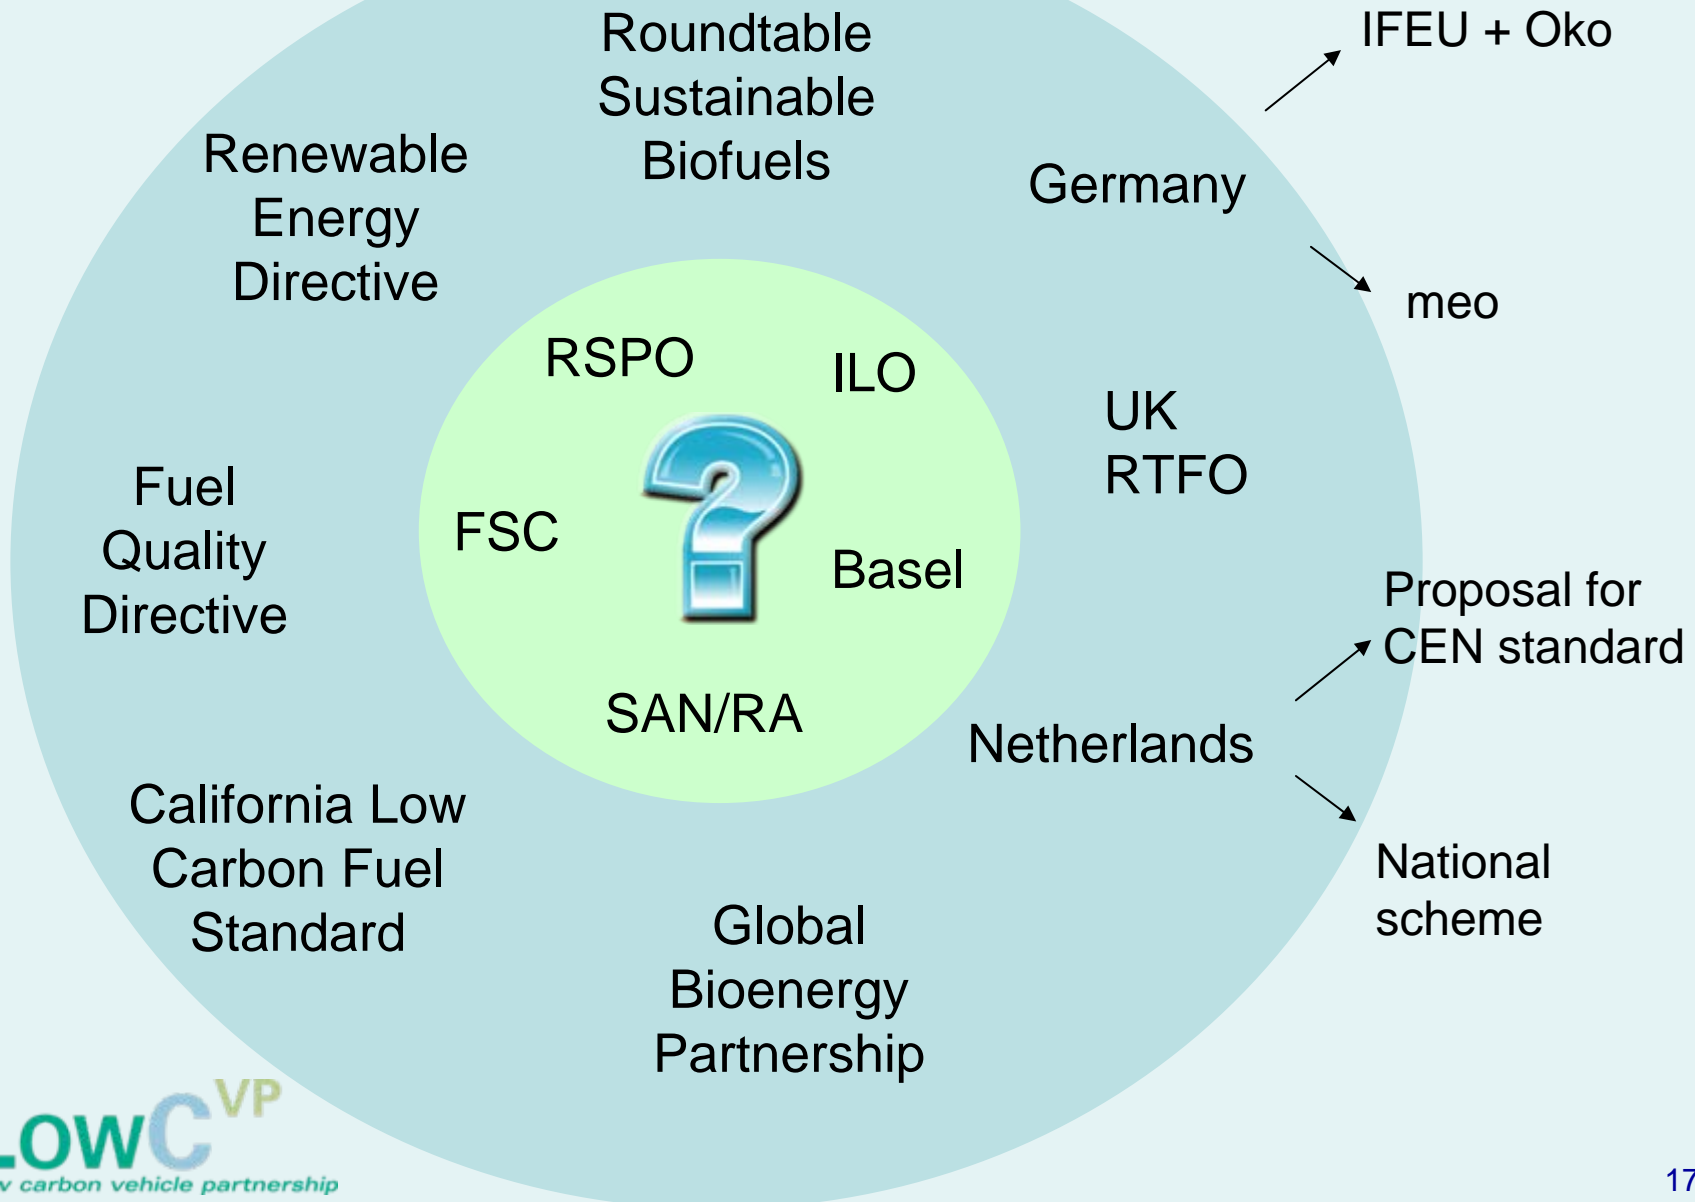 Roundtable
Sustainable
Biofuels
IFEU + Oko
Renewable
Energy
Directive
Germany
meo
RSPO
ILO
UK
RTFO
Fuel
Quality
Directive
FSC
Basel
Proposal for
CEN standard
SAN/RA
Netherlands
California Low
Carbon Fuel
Standard
National
scheme
Global
Bioenergy
Partnership
LowCVP
w carbon vehicle partnership
17